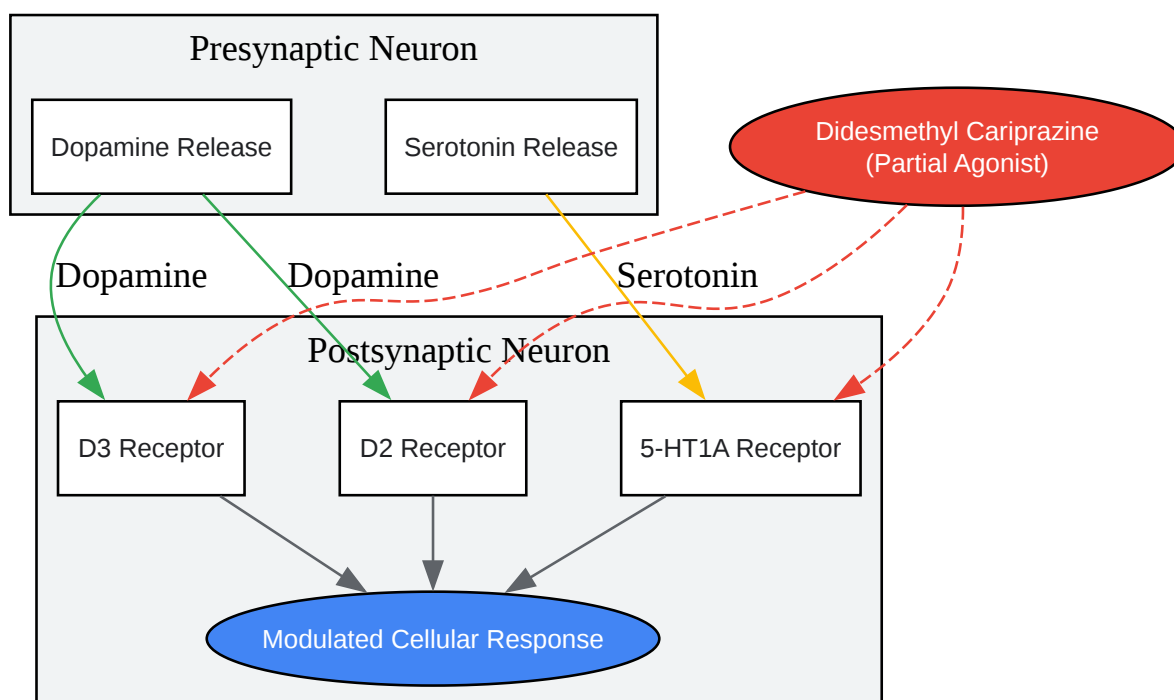 Presynaptic Neuron
Dopamine Release
Serotonin Release
Didesmethyl Cariprazine
(Partial Agonist)
Dopamine
Dopamine
Serotonin
Postsynaptic Neuron
D3 Receptor
D2 Receptor
5-HT1A Receptor
Modulated Cellular Response